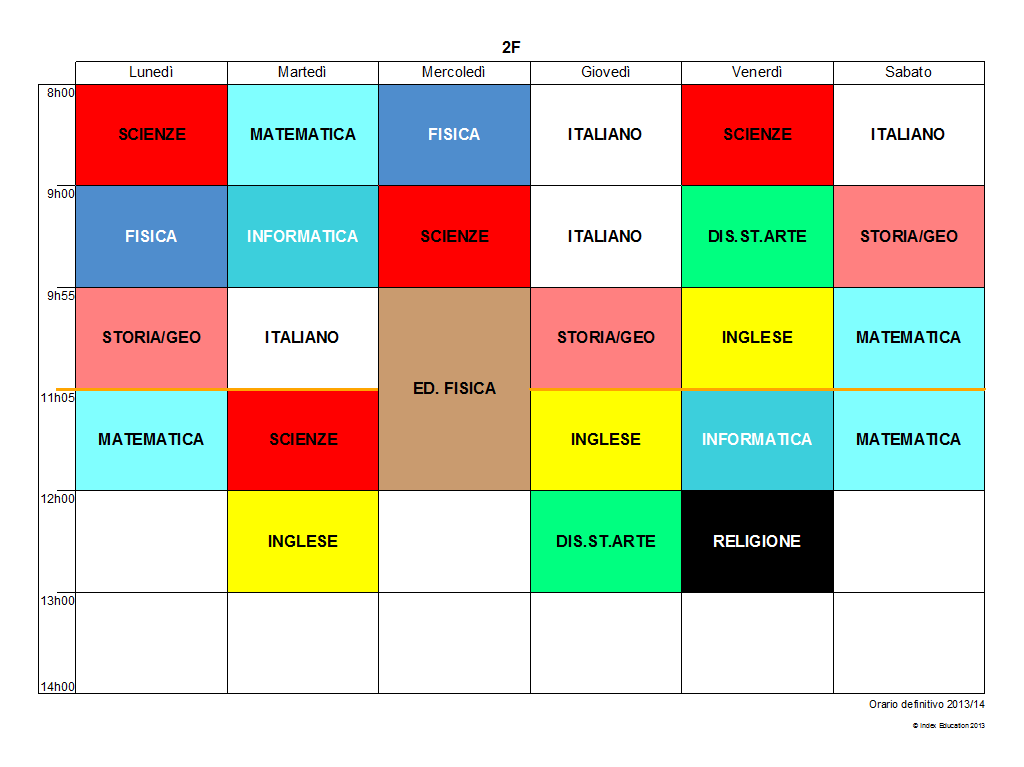 2F
Lunedì Martedì Mercoledì Giovedì Venerdì Sabato
8h00
SCIENZE MATEMATICA FISICA ITALIANO SCIENZE ITALIANO
9h00
FISICA INFORMATICA SCIENZE ITALIANO DIS.ST.ARTE STORIA/GEO
9h55
STORIA/GEO ITALIANO STORIA/GEO INGLESE MATEMATICA
ED. FISICA
11h05
MATEMATICA SCIENZE INGLESE INFORMATICA MATEMATICA
12h00
INGLESE DIS.ST.ARTE RELIGIONE
13h00
14h00
Orario definitivo 2013/14
© Index Education 2013